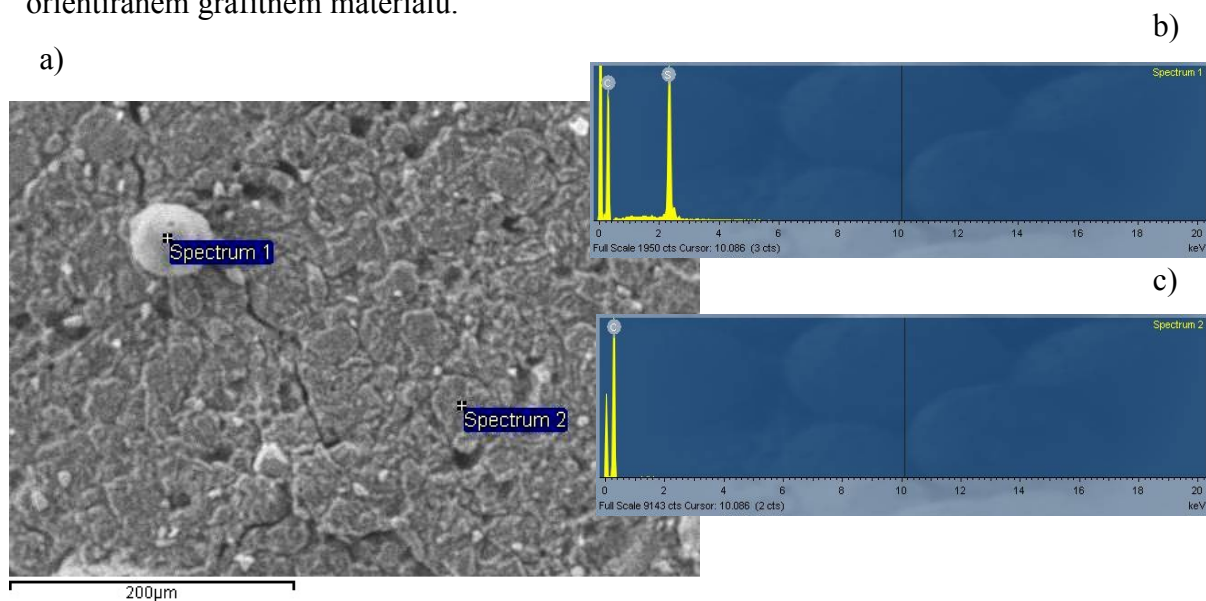 orientiranem grafitnem materialu.
a)
b)
Spectrum 1
C
S
0 2 4 6 8 10 12 14 16 18 20
Full Scale 1950 cts Cursor: 10.086 (3 cts)
keV
Spectrum 1
Spectrum 2
200µm
c)
Spectrum 2
C
0 2 4 6 8 10 12 14 16 18 20
Full Scale 9143 cts Cursor: 10.086 (2 cts)
keV